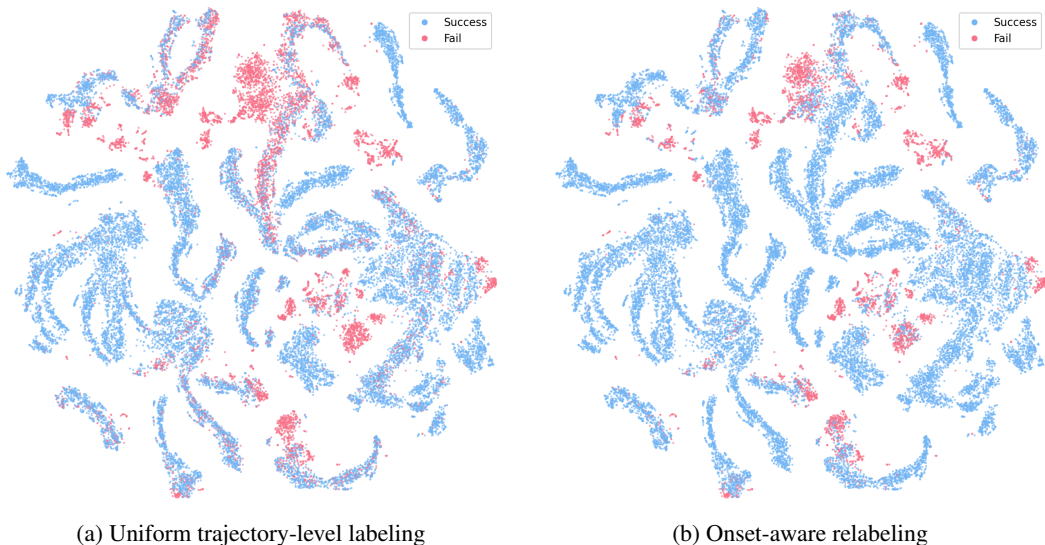 Success
Fail
Success
Fail
(a) Uniform trajectory-level labeling
(b) Onset-aware relabeling